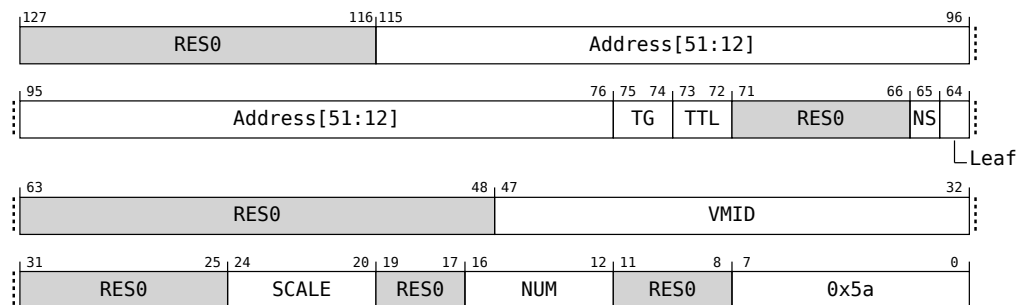 127 116 115 96
RES0 Address[51:12]
95 76 75 74 73 72 71 66 65 64
Address[51:12] TG TTL RES0 NS
Leaf
63 48 47 32
RES0 VMID
31 25 24 20 19 17 16 12 11 8 7 0
RES0 SCALE RES0 NUM RES0 0x5a